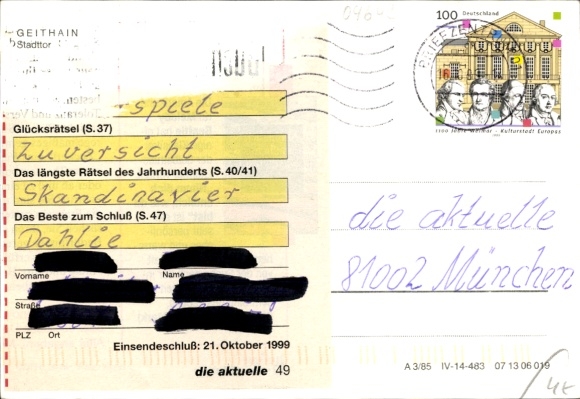 GEITHAIN
Stadttor
spiele
Glücksrätsel (S.37)
Zuversicht
Das längste Rätsel des Jahrhunderts (S.40/41)
Skandinavier
Das Beste zum Schluß (S.47)
Dahlie
Vorname Name
Straße
PLZ Ort
Einsendeschluß: 21. Oktober 1999
die aktuelle 49
100 Deutschland
BRIEFZENT
1100 Jahre Weimar - Kulturstadt Europas
die aktuelle
81002 München
A 3/85 IV-14-483 07 13 06 019